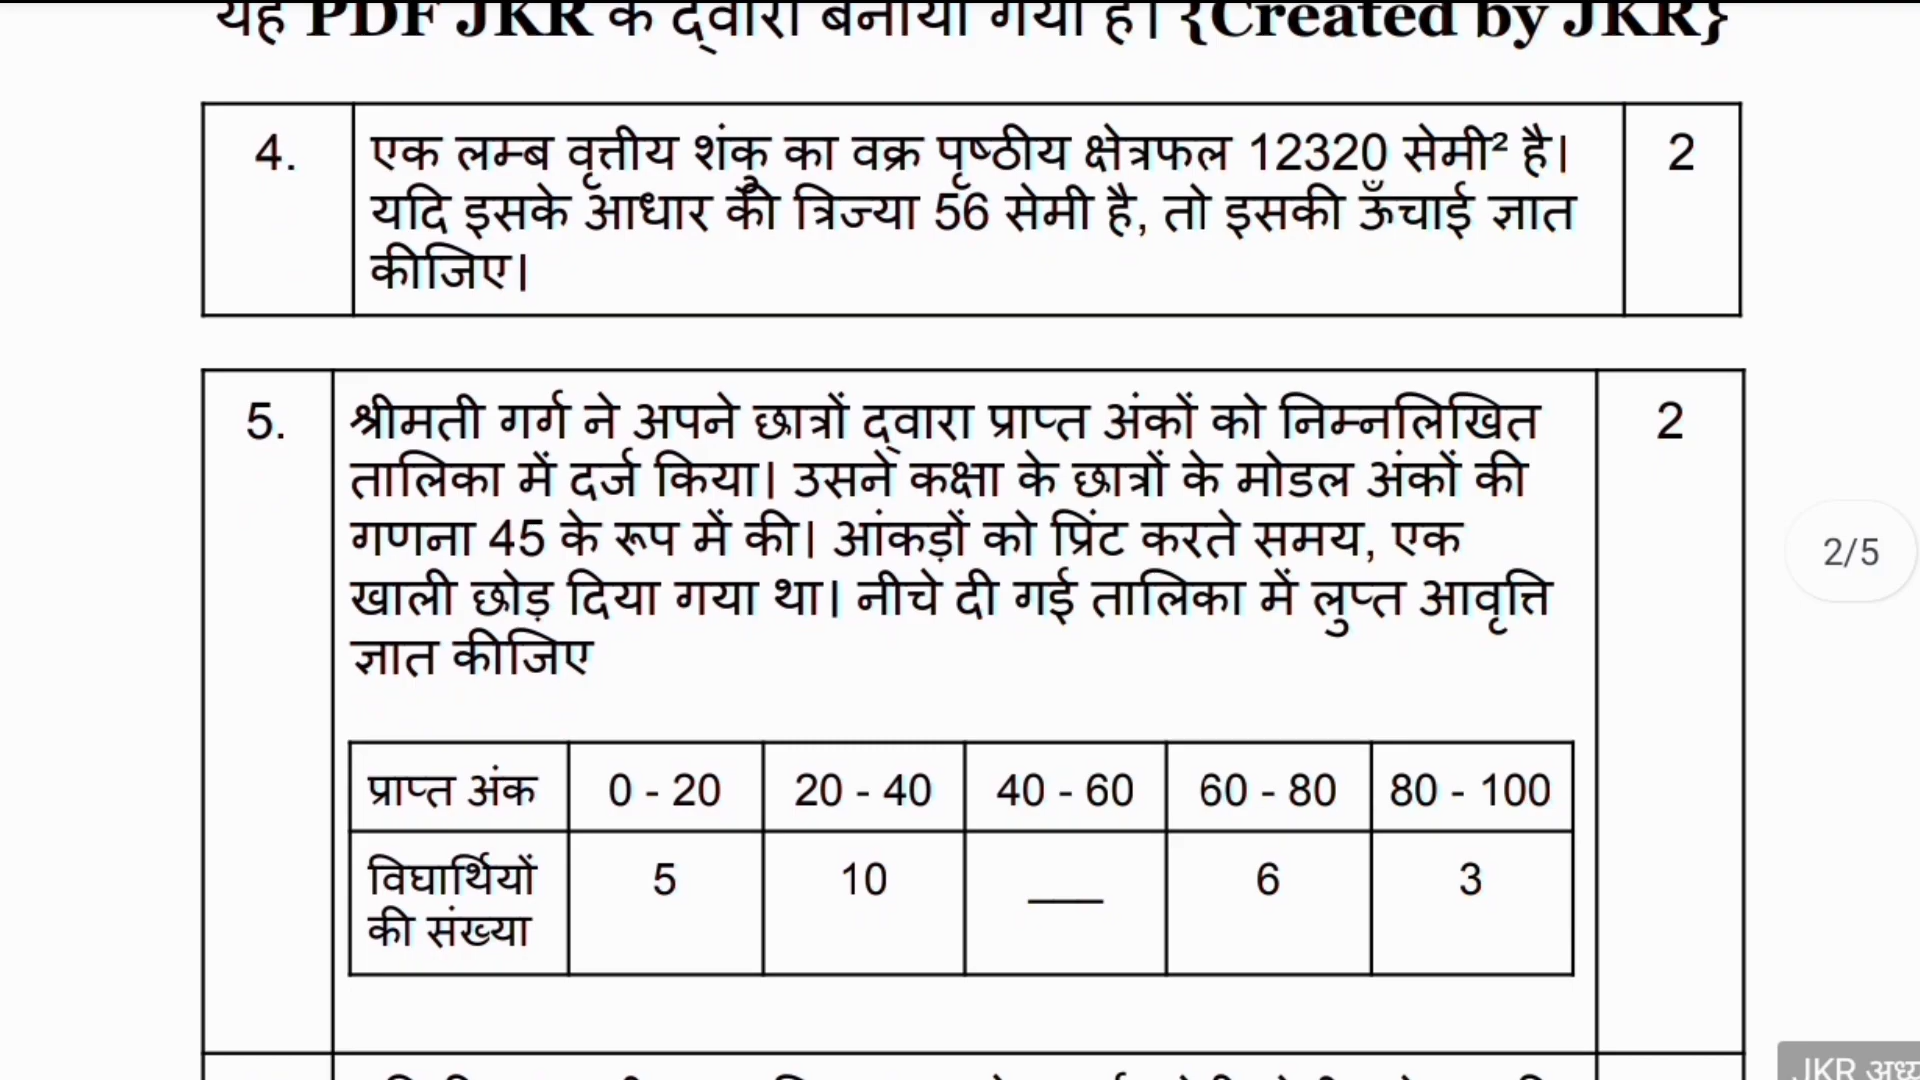 यह PDF JKR के द्वारा बनाया गया है। {Created by JKR}
4. एक लम्ब वृत्तीय शंकु का वक्र पृष्ठीय क्षेत्रफल 12320 सेमी² है। 2
यदि इसके आधार की त्रिज्या 56 सेमी है, तो इसकी ऊँचाई ज्ञात
कीजिए।
5. श्रीमती गर्ग ने अपने छात्रों द्वारा प्राप्त अंकों को निम्नलिखित 2
तालिका में दर्ज किया। उसने कक्षा के छात्रों के मोडल अंकों की
गणना 45 के रूप में की। आंकड़ों को प्रिंट करते समय, एक
खाली छोड़ दिया गया था। नीचे दी गई तालिका में लुप्त आवृत्ति
ज्ञात कीजिए
प्राप्त अंक 0 - 20 20 - 40 40 - 60 60 - 80 80 - 100
विघार्थियों 5 10 ___ 6 3
की संख्या
2/5
JKR